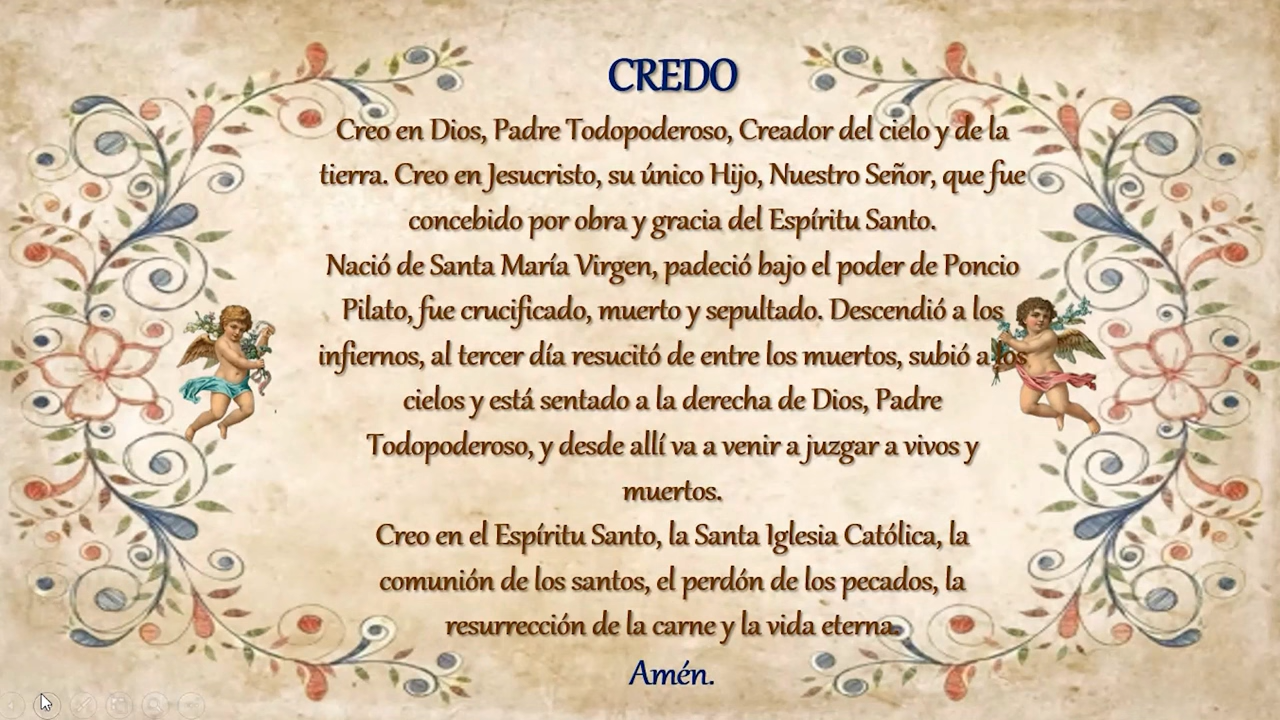 CREDO
Creo en Dios, Padre Todopoderoso, Creador del cielo y de la
tierra. Creo en Jesucristo, su único Hijo, Nuestro Señor, que fue
concebido por obra y gracia del Espíritu Santo.
Nació de Santa María Virgen, padeció bajo el poder de Poncio
Pilato, fue crucificado, muerto y sepultado. Descendió a los
infiernos, al tercer día resucitó de entre los muertos, subió a los
cielos y está sentado a la derecha de Dios, Padre
Todopoderoso, y desde allí va a venir a juzgar a vivos y
muertos.
Creo en el Espíritu Santo, la Santa Iglesia Católica, la
comunión de los santos, el perdón de los pecados, la
resurrección de la carne y la vida eterna.
Amén.